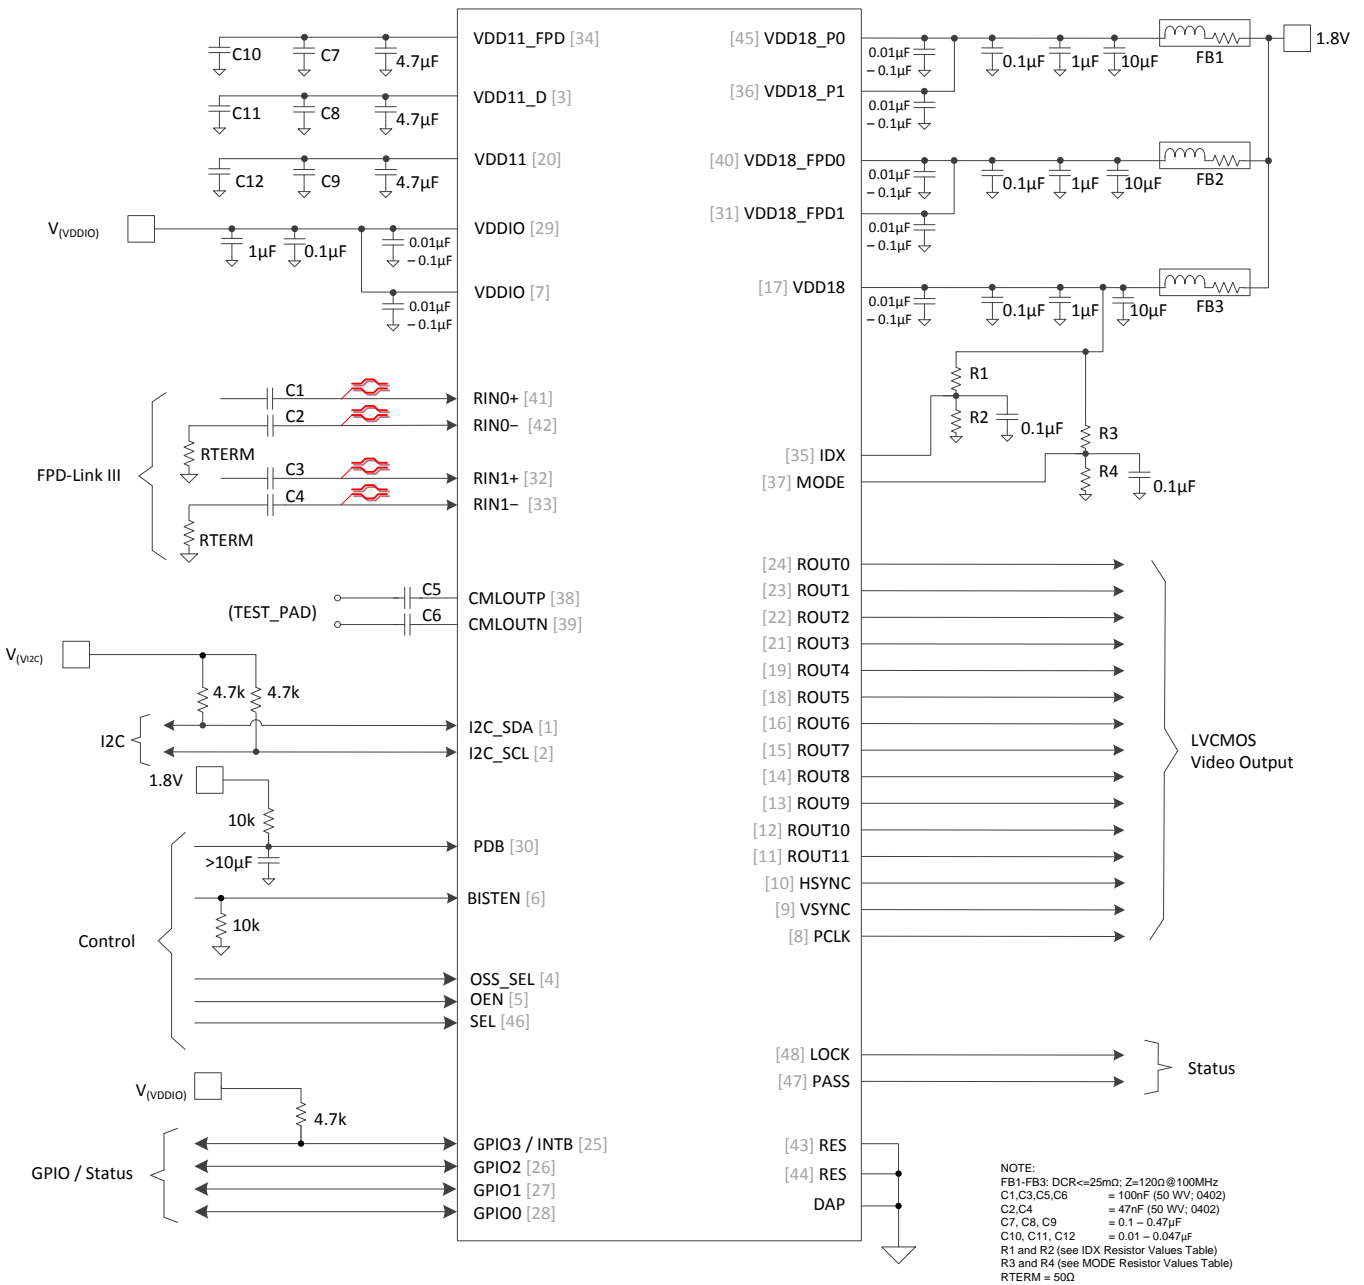 C10
C7
4.7µF
VDD11_FPD [34]
C11
C8
4.7µF
VDD11_D [3]
C12
C9
4.7µF
VDD11 [20]
V(VDDIO)
1µF
0.1µF
0.01µF
– 0.1µF
VDDIO [29]
0.01µF
– 0.1µF
VDDIO [7]
FPD-Link III
C1
RIN0+ [41]
C2
RIN0− [42]
RTERM
C3
RIN1+ [32]
C4
RIN1− [33]
RTERM
(TEST_PAD)
C5
CMLOUTP [38]
C6
CMLOUTN [39]
V(VI2C)
4.7k
4.7k
I2C
I2C_SDA [1]
I2C_SCL [2]
1.8V
10k
>10µF
PDB [30]
BISTEN [6]
10k
Control
OSS_SEL [4]
OEN [5]
SEL [46]
V(VDDIO)
4.7k
GPIO / Status
GPIO3 / INTB [25]
GPIO2 [26]
GPIO1 [27]
GPIO0 [28]
[45] VDD18_P0
0.01µF
– 0.1µF
0.1µF
1µF
10µF
FB1
1.8V
[36] VDD18_P1
0.01µF
– 0.1µF
[40] VDD18_FPD0
0.01µF
– 0.1µF
0.1µF
1µF
10µF
FB2
[31] VDD18_FPD1
0.01µF
– 0.1µF
[17] VDD18
0.01µF
– 0.1µF
0.1µF
1µF
10µF
FB3
R1
R2
0.1µF
[35] IDX
R3
R4
0.1µF
[37] MODE
[24] ROUT0
[23] ROUT1
[22] ROUT2
[21] ROUT3
[19] ROUT4
[18] ROUT5
[16] ROUT6
[15] ROUT7
[14] ROUT8
[13] ROUT9
[12] ROUT10
[11] ROUT11
[10] HSYNC
[9] VSYNC
[8] PCLK
LVCMOS
Video Output
[48] LOCK
[47] PASS
Status
[43] RES
[44] RES
DAP
NOTE:
FB1-FB3: DCR<=25mΩ; Z=120Ω@100MHz
C1,C3,C5,C6 = 100nF (50 WV; 0402)
C2,C4 = 47nF (50 WV; 0402)
C7, C8, C9 = 0.1 – 0.47µF
C10, C11, C12 = 0.01 – 0.047µF
R1 and R2 (see IDX Resistor Values Table)
R3 and R4 (see MODE Resistor Values Table)
RTERM = 50Ω